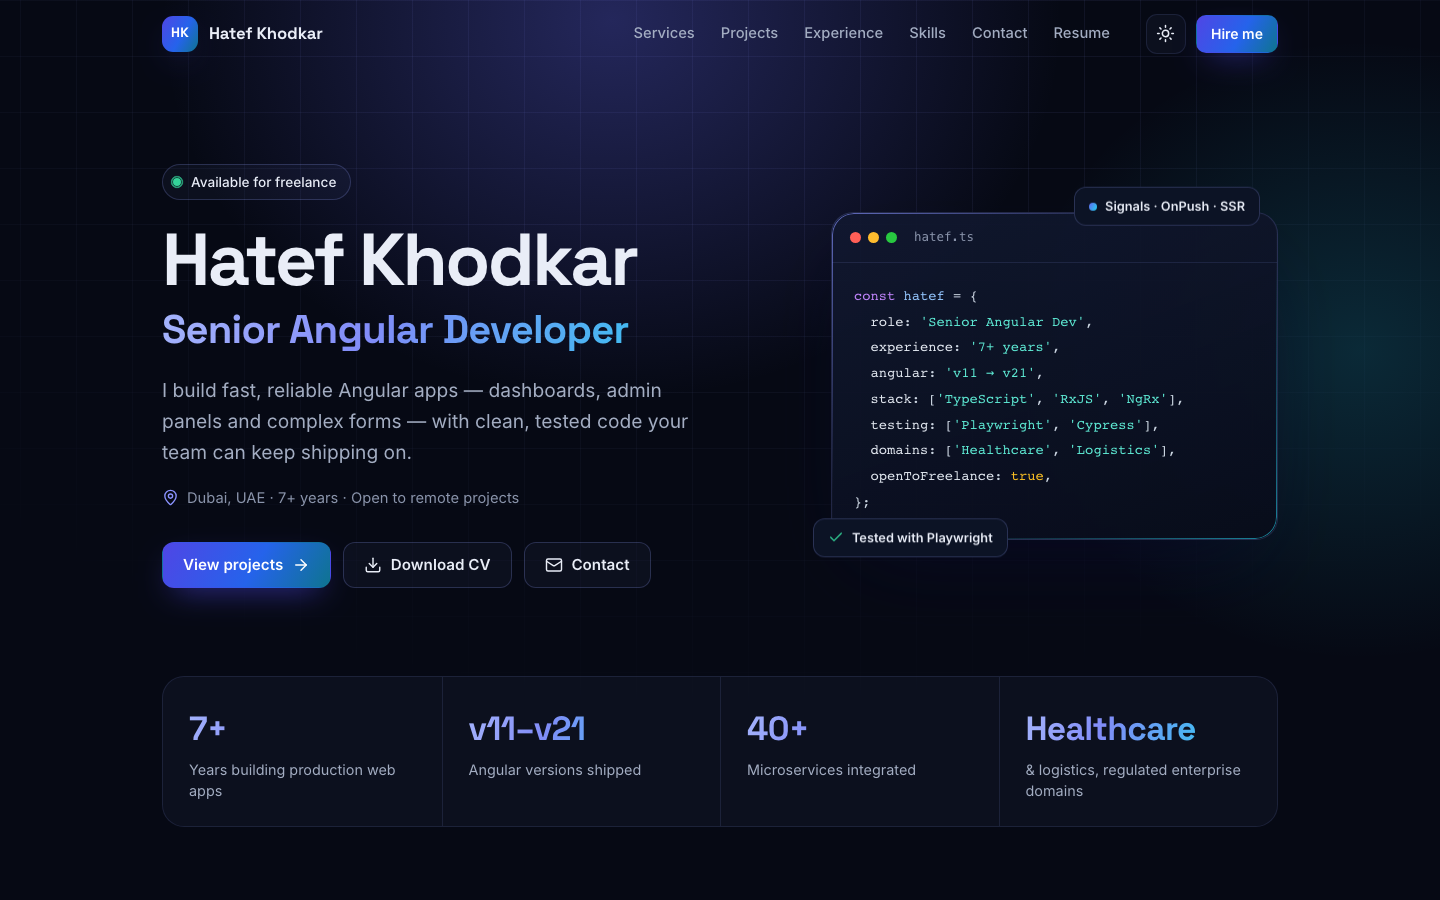 HK Hatef Khodkar Services Projects Experience Skills Contact Resume Hire me
Available for freelance
Hatef Khodkar
Senior Angular Developer
I build fast, reliable Angular apps — dashboards, admin
panels and complex forms — with clean, tested code your
team can keep shipping on.
Dubai, UAE · 7+ years · Open to remote projects
View projects → Download CV Contact
Signals · OnPush · SSR
hatef.ts
const hatef = {
role: 'Senior Angular Dev',
experience: '7+ years',
angular: 'v11 → v21',
stack: ['TypeScript', 'RxJS', 'NgRx'],
testing: ['Playwright', 'Cypress'],
domains: ['Healthcare', 'Logistics'],
openToFreelance: true,
};
Tested with Playwright
7+
Years building production web
apps
v11–v21
Angular versions shipped
40+
Microservices integrated
Healthcare
& logistics, regulated enterprise
domains